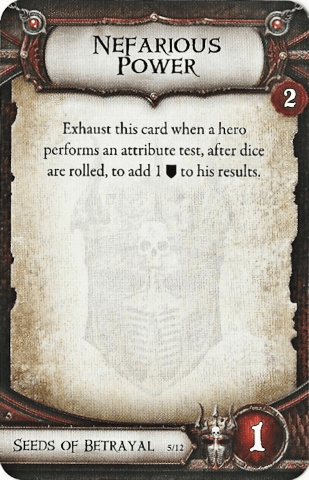 Nefarious
Power
2
Exhaust this card when a hero
performs an attribute test, after dice
are rolled, to add 1 to his results.
Seeds of Betrayal 5/12
1